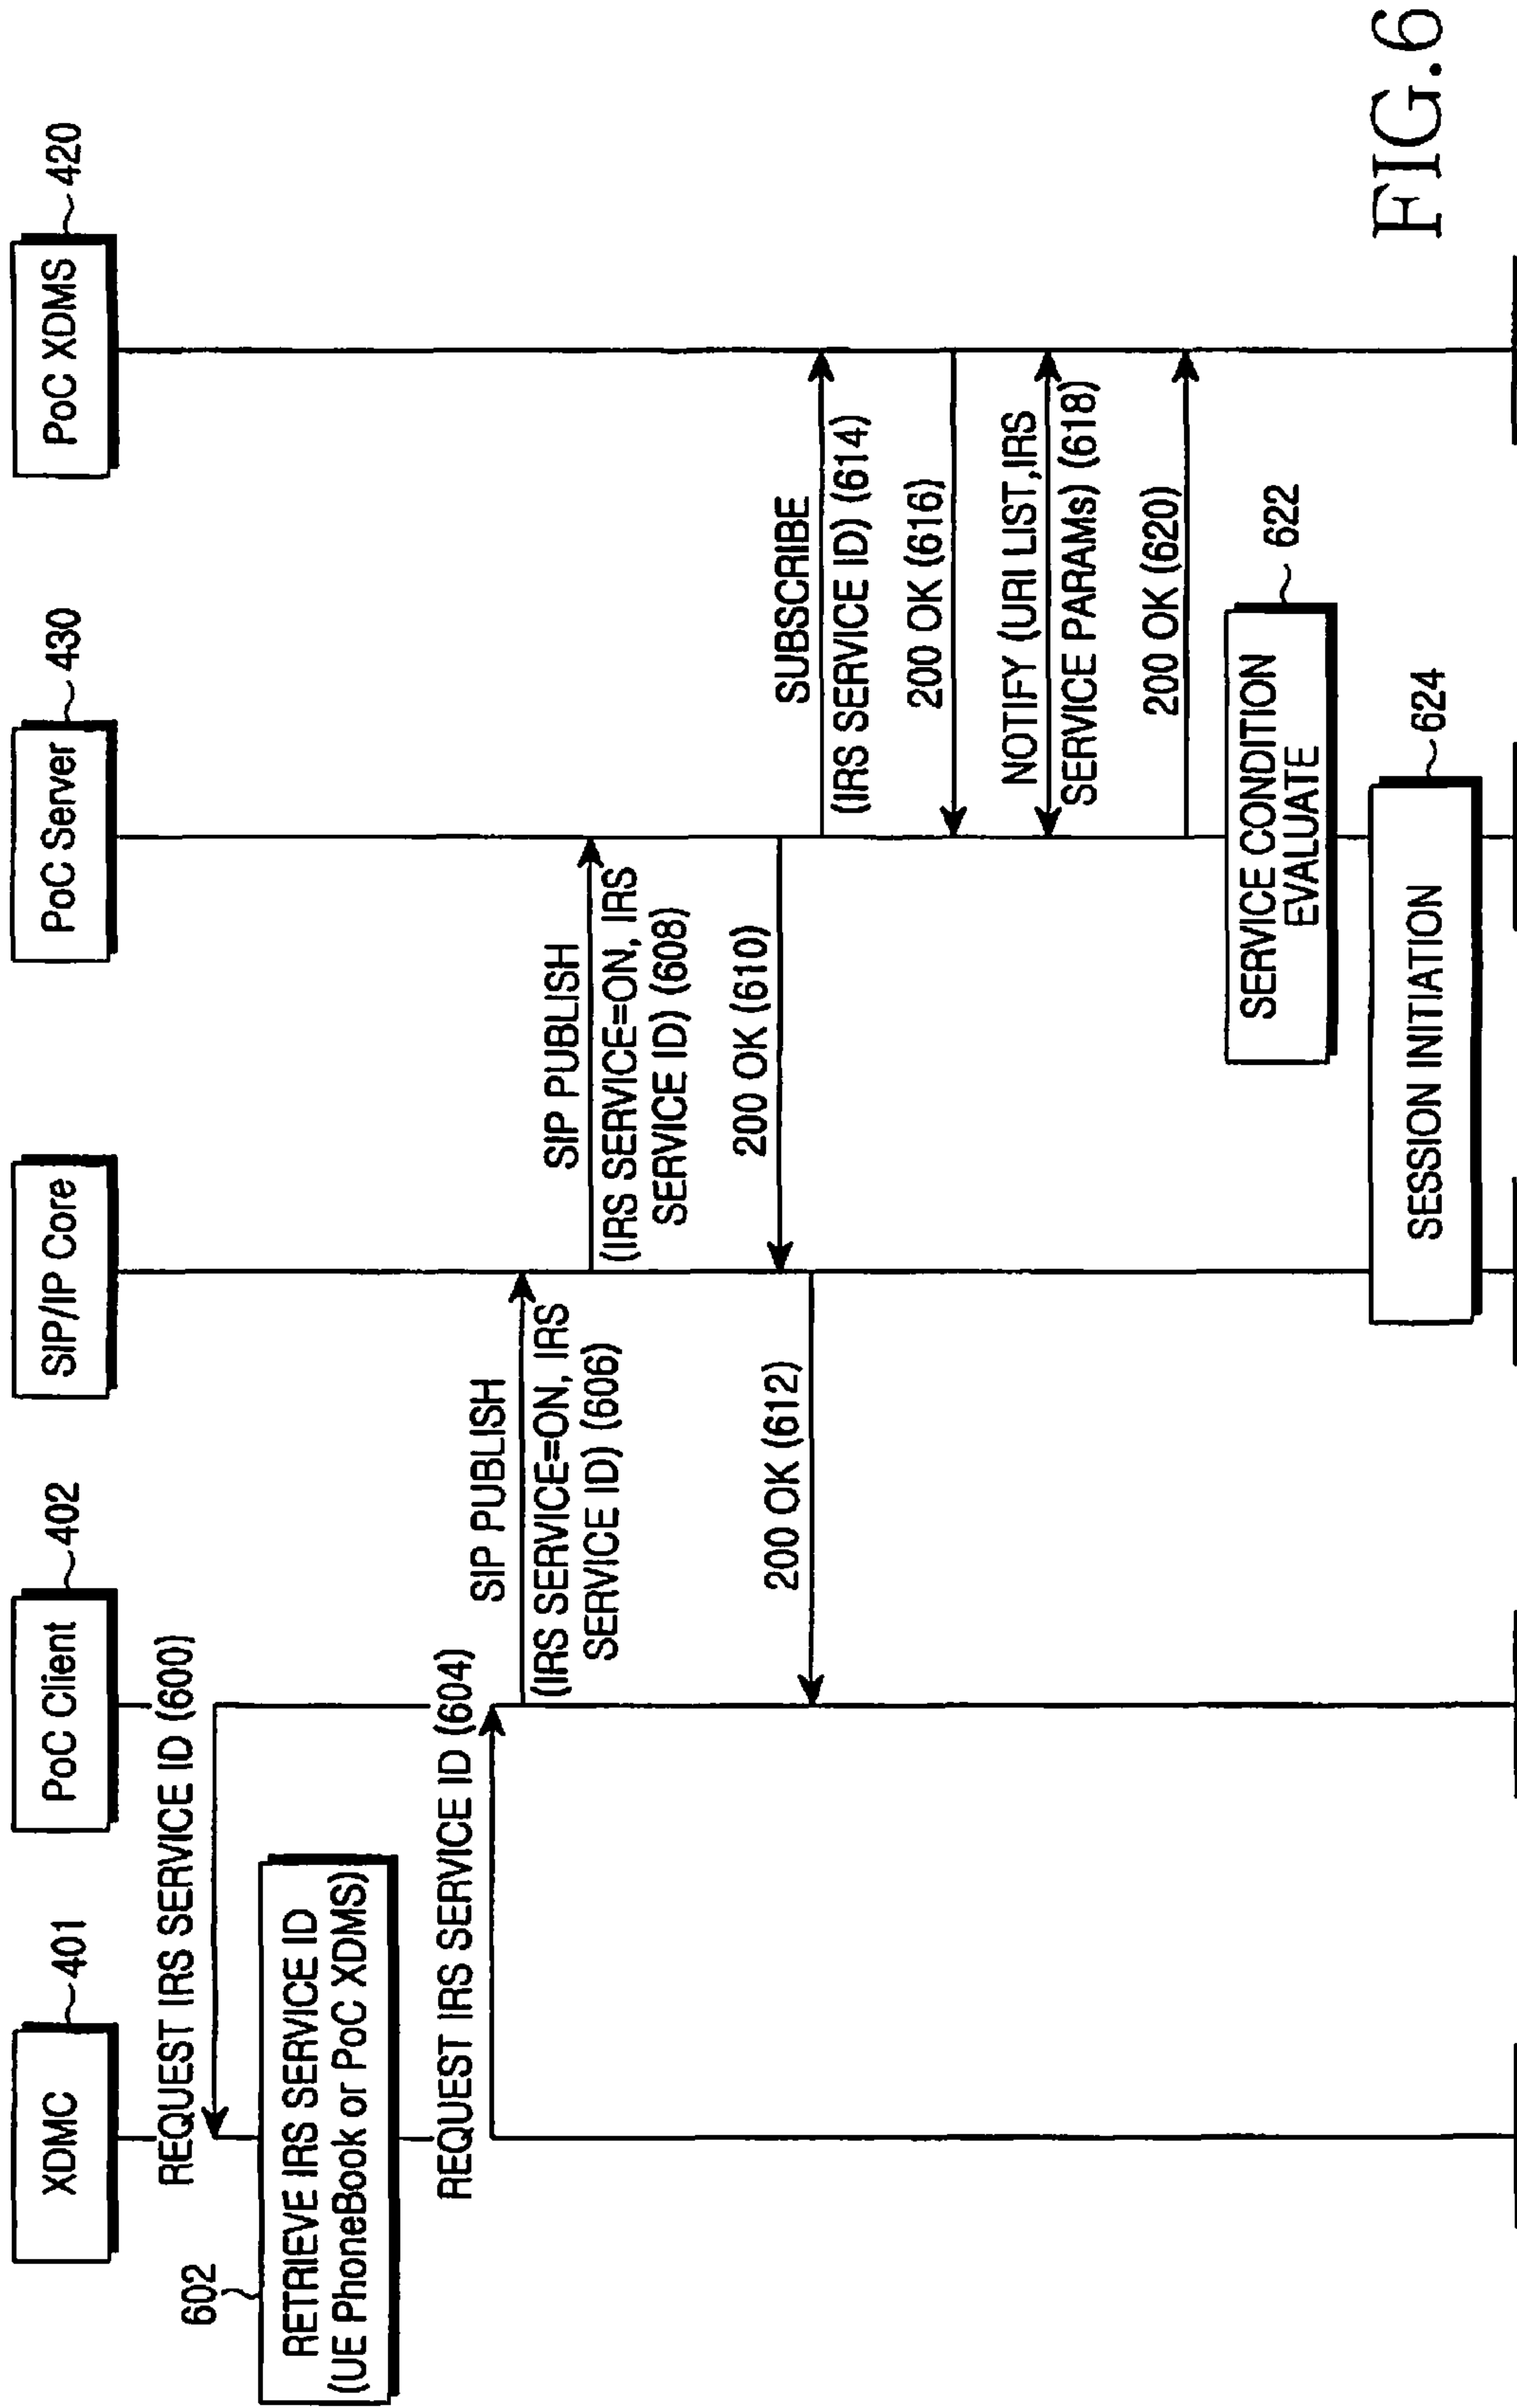 XDMC
401
PoC Client
402
SIP/IP Core
PoC Server
430
PoC XDMS
420
REQUEST IRS SERVICE ID (600)
602
RETRIEVE IRS SERVICE ID
(UE PhoneBook or PoC XDMS)
REQUEST IRS SERVICE ID (604)
SIP PUBLISH
(IRS SERVICE=ON, IRS
SERVICE ID) (606)
SIP PUBLISH
(IRS SERVICE=ON, IRS
SERVICE ID) (608)
200 OK (610)
200 OK (612)
SUBSCRIBE
(IRS SERVICE ID) (614)
200 OK (616)
NOTIFY (URI LIST,IRS
SERVICE PARAMs) (618)
200 OK (620)
SERVICE CONDITION
EVALUATE
622
SESSION INITIATION
624
FIG.6